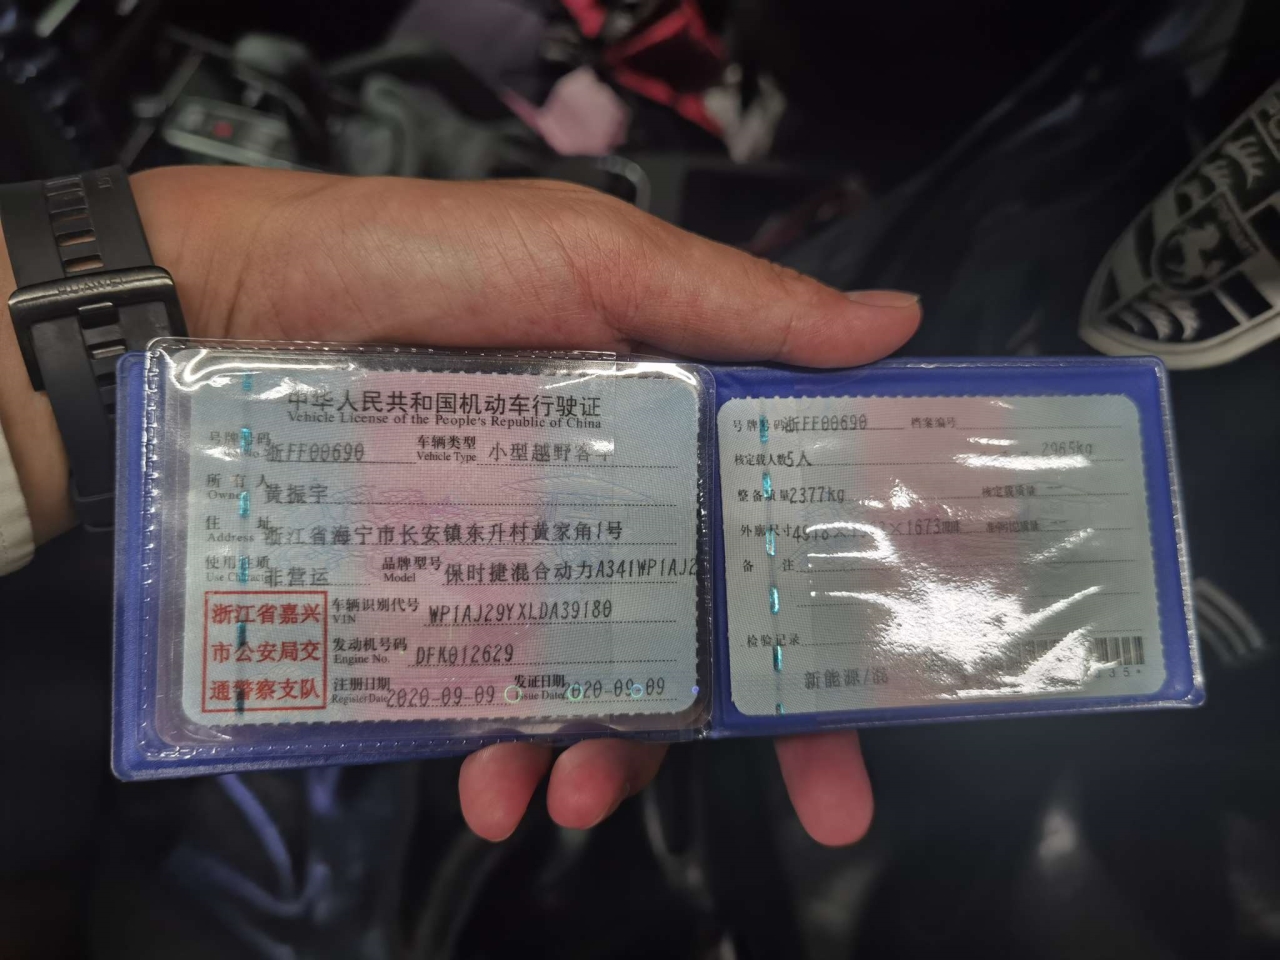 HUAWEI
中华人民共和国机动车行驶证
Vehicle License of the People's Republic of China
号牌号码 浙FF00690 车辆类型 Vehicle Type 小型越野客车
所有人 Owner 黄振宇
住址 Address 浙江省海宁市长安镇东升村黄家角1号
使用性质 非营运 品牌型号 Model 保时捷混合动力A341WP1AJ2
浙江省嘉兴
市公安局交
通警察支队
车辆识别代号 VIN WP1AJ29YXLDA39180
发动机号码 Engine No. DFK012629
注册日期 Register Date 2020-09-09 发证日期 Issue Date 2020-09-09
号牌号码 浙FF00690 档案编号
核定载人数 5人 2965kg
整备质量 2377kg 核定载质量
外廓尺寸 ×1673
备注
检验记录
新能源